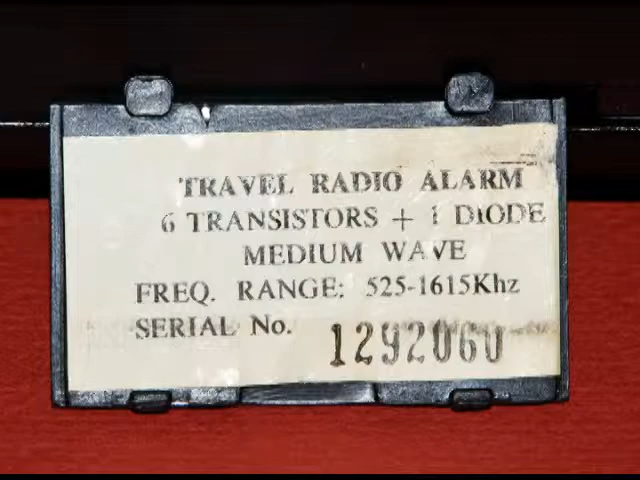 TRAVEL RADIO ALARM
6 TRANSISTORS + 1 DIODE
MEDIUM WAVE
FREQ. RANGE: 525-1615Khz
SERIAL No. 1292060